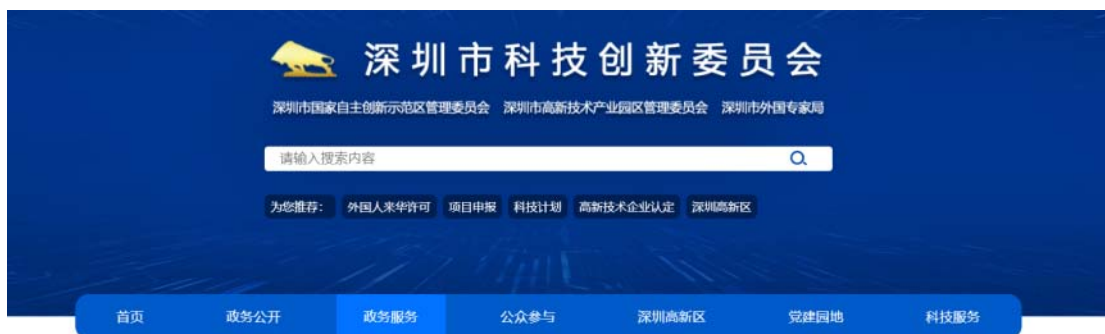 深圳市科技创新委员会
深圳市国家自主创新示范区管理委员会 深圳市高新技术产业园区管理委员会 深圳市外国专家局
请输入搜索内容
为您推荐： 外国人来华许可 项目申报 科技计划 高新技术企业认定 深圳高新区
首页 政务公开 政务服务 公众参与 深圳高新区 党建园地 科技服务